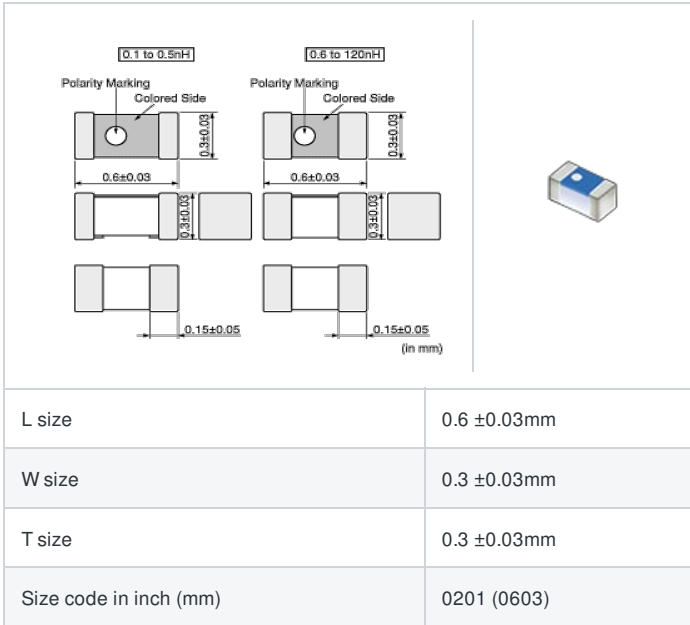 0.1 to 0.5nH
0.6 to 120nH
Polarity Marking
Colored Side
Polarity Marking
Colored Side
0.3±0.03
0.3±0.03
0.6±0.03
0.6±0.03
0.3±0.03
0.3±0.03
0.15±0.05
0.15±0.05
(in mm)
L size 0.6 ±0.03mm
W size 0.3 ±0.03mm
T size 0.3 ±0.03mm
Size code in inch (mm) 0201 (0603)